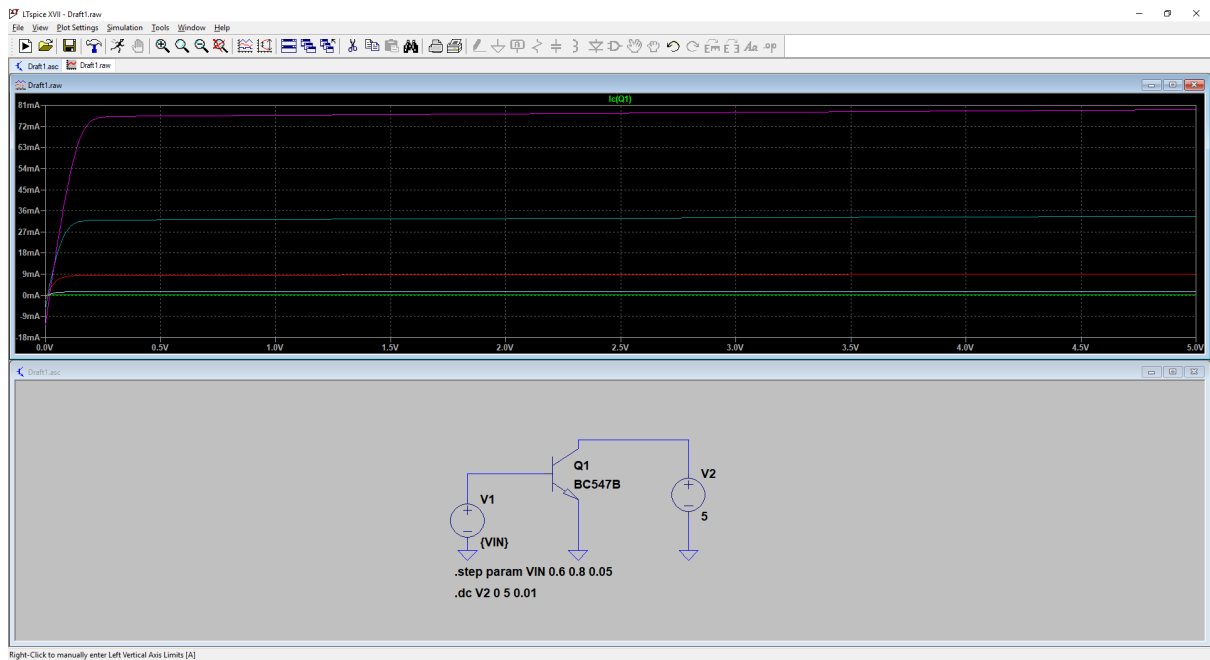 LTspice XVII - Draft1.raw
File View Plot Settings Simulation Tools Window Help
Draft1.asc Draft1.raw
Draft1.raw
Ic(Q1)
81mA
72mA
63mA
54mA
45mA
36mA
27mA
18mA
9mA
0mA
-9mA
-18mA
0.0V 0.5V 1.0V 1.5V 2.0V 2.5V 3.0V 3.5V 4.0V 4.5V 5.0V
Draft1.asc
Q1
BC547B
V1
{VIN}
V2
5
.step param VIN 0.6 0.8 0.05
.dc V2 0 5 0.01
Right-Click to manually enter Left Vertical Axis Limits [A]